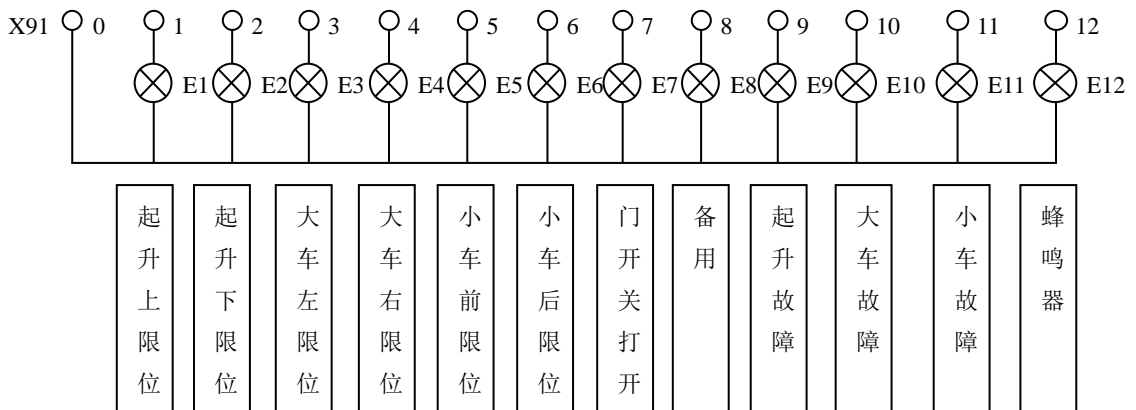 X91 0 1 2 3 4 5 6 7 8 9 10 11 12
E1 E2 E3 E4 E5 E6 E7 E8 E9 E10 E11 E12
起升上限位
起升下限位
大车左限位
大车右限位
小车前限位
小车后限位
门开关打开
备用
起升故障
大车故障
小车故障
蜂鸣器